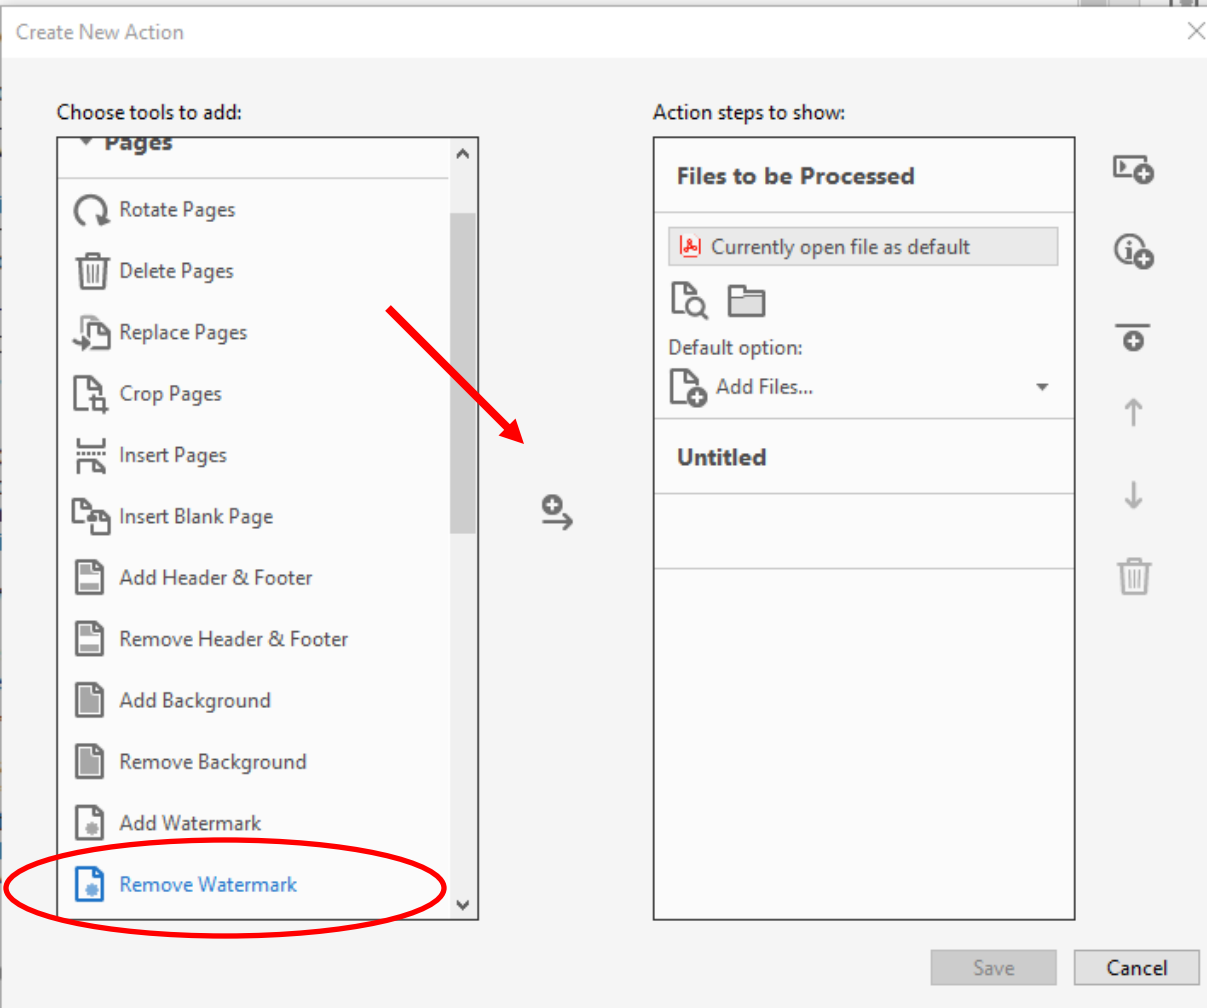 Create New Action
Choose tools to add:
Pages
Rotate Pages
Delete Pages
Replace Pages
Crop Pages
Insert Pages
Insert Blank Page
Add Header & Footer
Remove Header & Footer
Add Background
Remove Background
Add Watermark
Remove Watermark
Action steps to show:
Files to be Processed
Currently open file as default
Default option:
Add Files...
Untitled
Save
Cancel